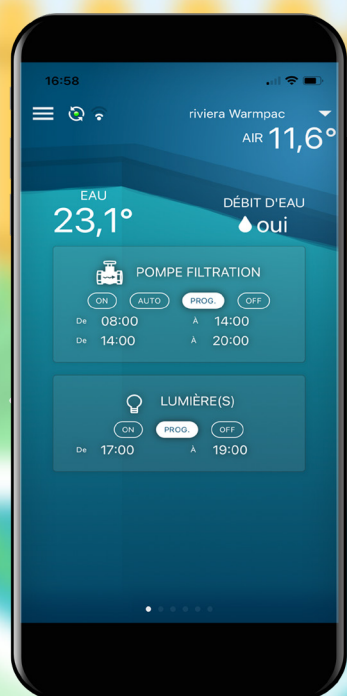 16:58
riviera Warmpac
AIR 11,6°
EAU
23,1°
DÉBIT D'EAU
oui
POMPE FILTRATION
ON AUTO PROG. OFF
De 08:00 À 14:00
De 14:00 À 20:00
LUMIÈRE(S)
ON PROG. OFF
De 17:00 À 19:00